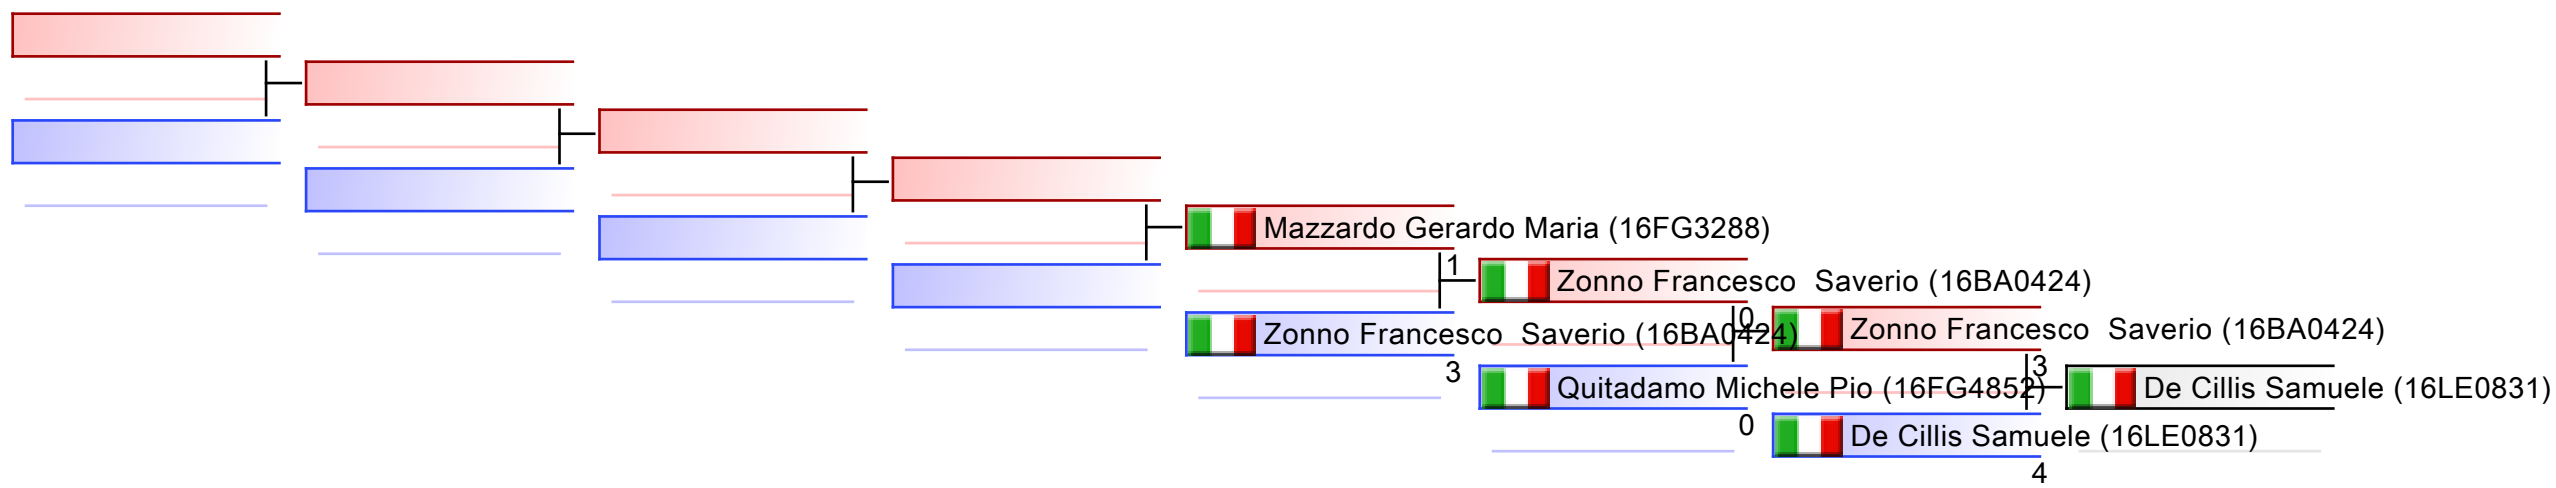 Mazzardo Gerardo Maria (16FG3288)
1
Zonno Francesco  Saverio (16BA0424)
0
Zonno Francesco  Saverio (16BA0424)
Zonno Francesco  Saverio (16BA0424)
3
3
Quitadamo Michele Pio (16FG4852)
De Cillis Samuele (16LE0831)
0
De Cillis Samuele (16LE0831)
4